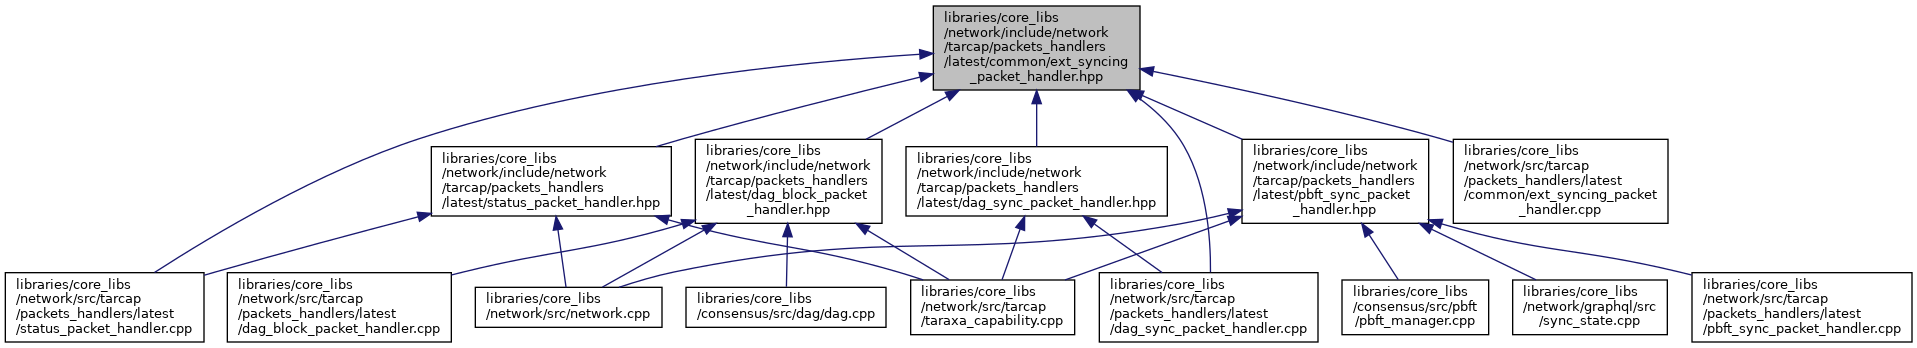 libraries/core_libs
/network/include/network
/tarcap/packets_handlers
/latest/common/ext_syncing
_packet_handler.hpp
libraries/core_libs
/network/include/network
/tarcap/packets_handlers
/latest/status_packet_handler.hpp
libraries/core_libs
/network/include/network
/tarcap/packets_handlers
/latest/dag_block_packet
_handler.hpp
libraries/core_libs
/network/include/network
/tarcap/packets_handlers
/latest/dag_sync_packet_handler.hpp
libraries/core_libs
/network/include/network
/tarcap/packets_handlers
/latest/pbft_sync_packet
_handler.hpp
libraries/core_libs
/network/src/tarcap
/packets_handlers/latest
/common/ext_syncing_packet
_handler.cpp
libraries/core_libs
/network/src/tarcap
/packets_handlers/latest
/status_packet_handler.cpp
libraries/core_libs
/network/src/tarcap
/packets_handlers/latest
/dag_block_packet_handler.cpp
libraries/core_libs
/network/src/network.cpp
libraries/core_libs
/consensus/src/dag/dag.cpp
libraries/core_libs
/network/src/tarcap
/taraxa_capability.cpp
libraries/core_libs
/network/src/tarcap
/packets_handlers/latest
/dag_sync_packet_handler.cpp
libraries/core_libs
/consensus/src/pbft
/pbft_manager.cpp
libraries/core_libs
/network/graphql/src
/sync_state.cpp
libraries/core_libs
/network/src/tarcap
/packets_handlers/latest
/pbft_sync_packet_handler.cpp